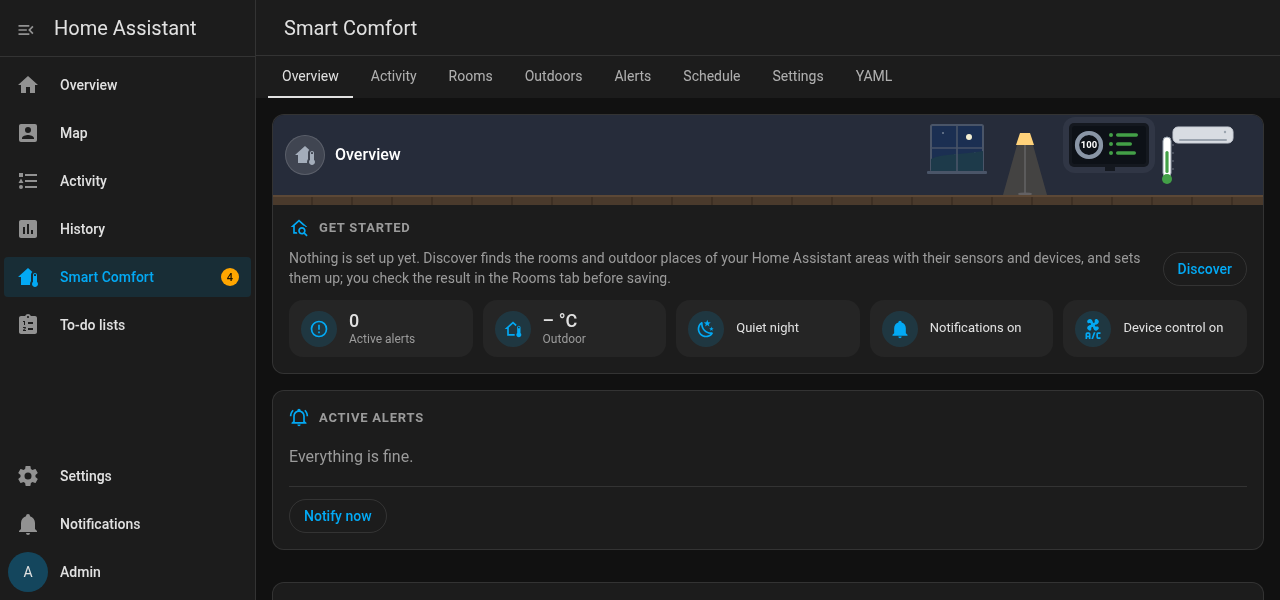 Home Assistant
Smart Comfort
Overview
Map
Activity
History
Smart Comfort
4
To-do lists
Settings
Notifications
A
Admin
Overview
Activity
Rooms
Outdoors
Alerts
Schedule
Settings
YAML
Overview
100
GET STARTED
Nothing is set up yet. Discover finds the rooms and outdoor places of your Home Assistant areas with their sensors and devices, and sets
them up; you check the result in the Rooms tab before saving.
Discover
0
Active alerts
– °C
Outdoor
Quiet night
Notifications on
A/C
Device control on
ACTIVE ALERTS
Everything is fine.
Notify now